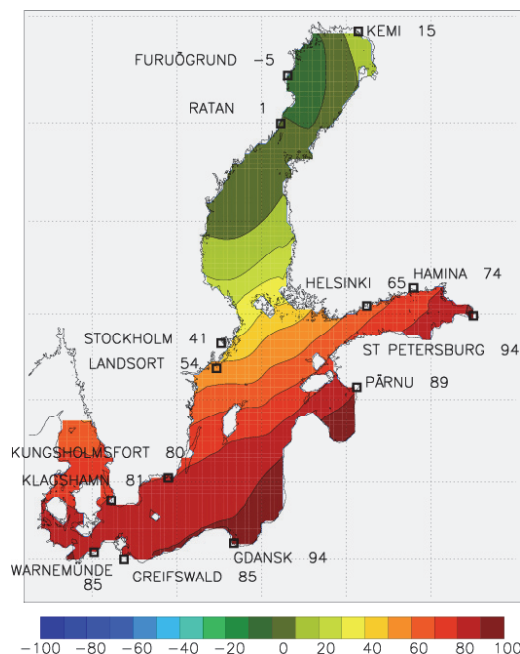 KEMI 15
FURUÖGRUND −5
RATAN 1
HELSINKI 65
HAMINA 74
STOCKHOLM 41
ST PETERSBURG 94
LANDSORT 54
PÄRNU 89
KUNGSHOLMSFORT 80
KLAGSHAMN 81
GDANSK 94
WARNEMÜNDE 85
GREIFSWALD 85
−100 −80 −60 −40 −20 0 20 40 60 80 100